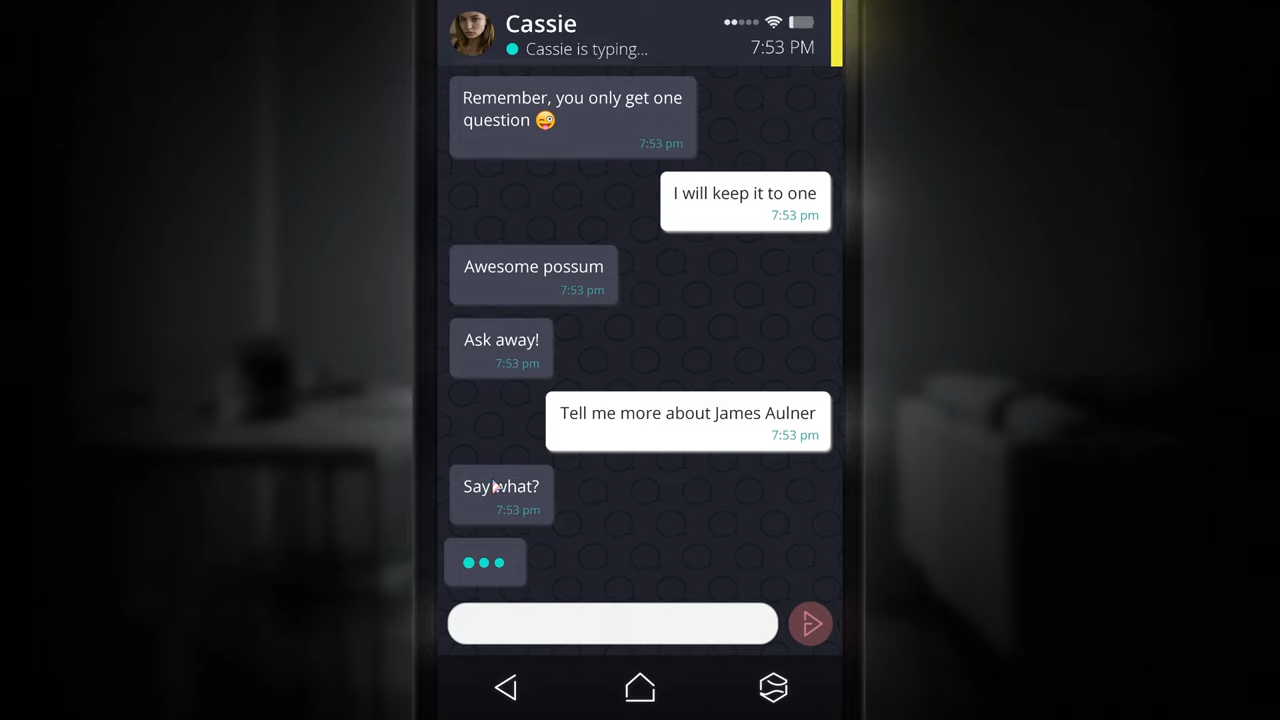 Cassie
Cassie is typing...
7:53 PM
Remember, you only get one
question 😜
7:53 pm
I will keep it to one
7:53 pm
Awesome possum
7:53 pm
Ask away!
7:53 pm
Tell me more about James Aulner
7:53 pm
Say what?
7:53 pm